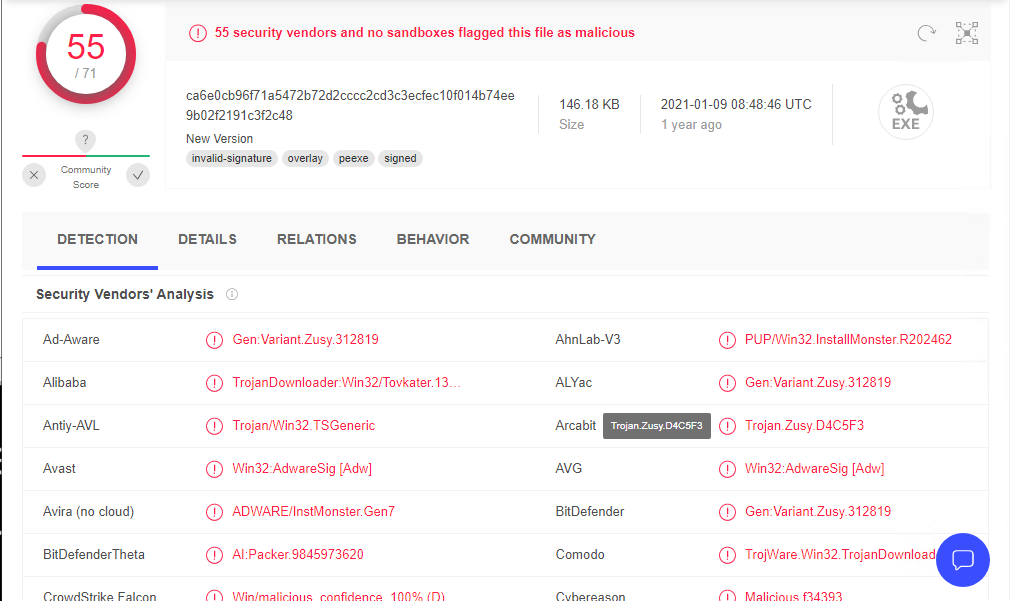 55
/ 71
?
Community
Score
55 security vendors and no sandboxes flagged this file as malicious
ca6e0cb96f71a5472b72d2cccc2cd3c3ecfec10f014b74ee
9b02f2191c3f2c48
New Version
invalid-signature overlay peexe signed
146.18 KB
Size
2021-01-09 08:48:46 UTC
1 year ago
EXE
DETECTION DETAILS RELATIONS BEHAVIOR COMMUNITY
Security Vendors' Analysis
Ad-Aware Gen:Variant.Zusy.312819 AhnLab-V3 PUP/Win32.InstallMonster.R202462
Alibaba TrojanDownloader:Win32/Tovkater.13... ALYac Gen:Variant.Zusy.312819
Antiy-AVL Trojan/Win32.TSGeneric Arcabit Trojan.Zusy.D4C5F3 Trojan.Zusy.D4C5F3
Avast Win32:AdwareSig [Adw] AVG Win32:AdwareSig [Adw]
Avira (no cloud) ADWARE/InstMonster.Gen7 BitDefender Gen:Variant.Zusy.312819
BitDefenderTheta AI:Packer.9845973620 Comodo TrojWare.Win32.TrojanDownload
CrowdStrike Falcon Win/malicious_confidence_100% (D) Cybereason Malicious.f34393